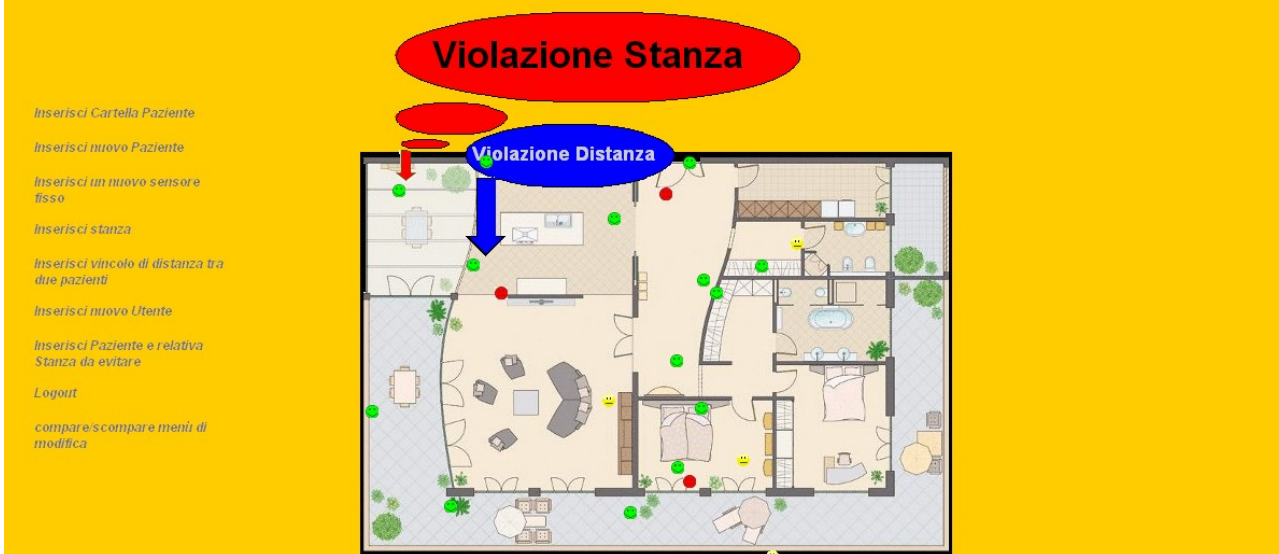 Violazione Stanza
Violazione Distanza
Inserisci Cartella Paziente
Inserisci nuovo Paziente
Inserisci un nuovo sensore
fisso
Inserisci stanza
Inserisci vincolo di distanza tra
due pazienti
Inserisci nuovo Utente
Inserisci Paziente e relativa
Stanza da evitare
Logout
compare/scompare menù di
modifica